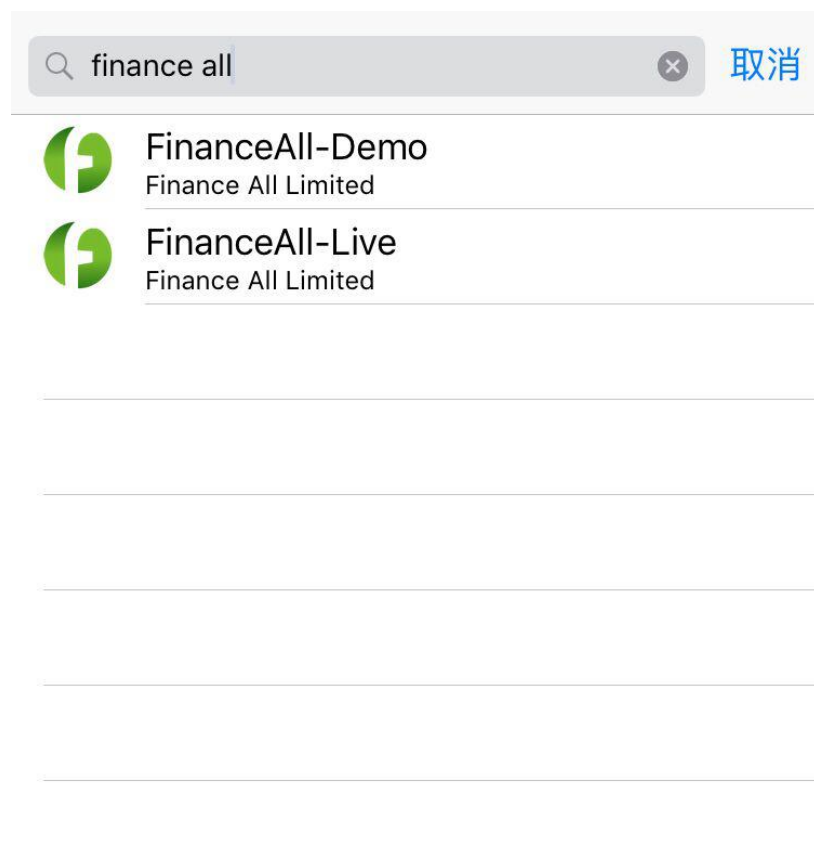 finance all
取消
FinanceAll-Demo
Finance All Limited
FinanceAll-Live
Finance All Limited